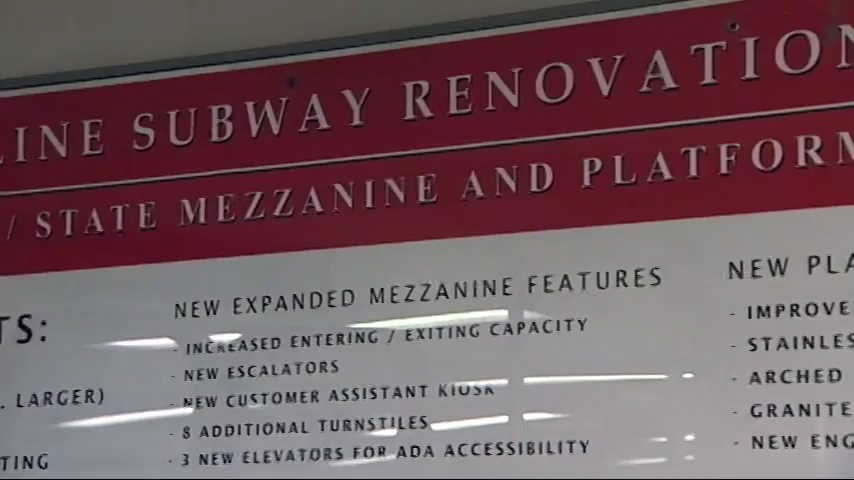 LINE SUBWAY RENOVATION
/ STATE MEZZANINE AND PLATFORM
TS:
. LARGER)
TING
NEW EXPANDED MEZZANINE FEATURES
- INCREASED ENTERING / EXITING CAPACITY
- NEW ESCALATORS
- NEW CUSTOMER ASSISTANT KIOSK
- 8 ADDITIONAL TURNSTILES
- 3 NEW ELEVATORS FOR ADA ACCESSIBILITY
NEW PLA
- IMPROVE
- STAINLES
- ARCHED
- GRANITE
- NEW ENG